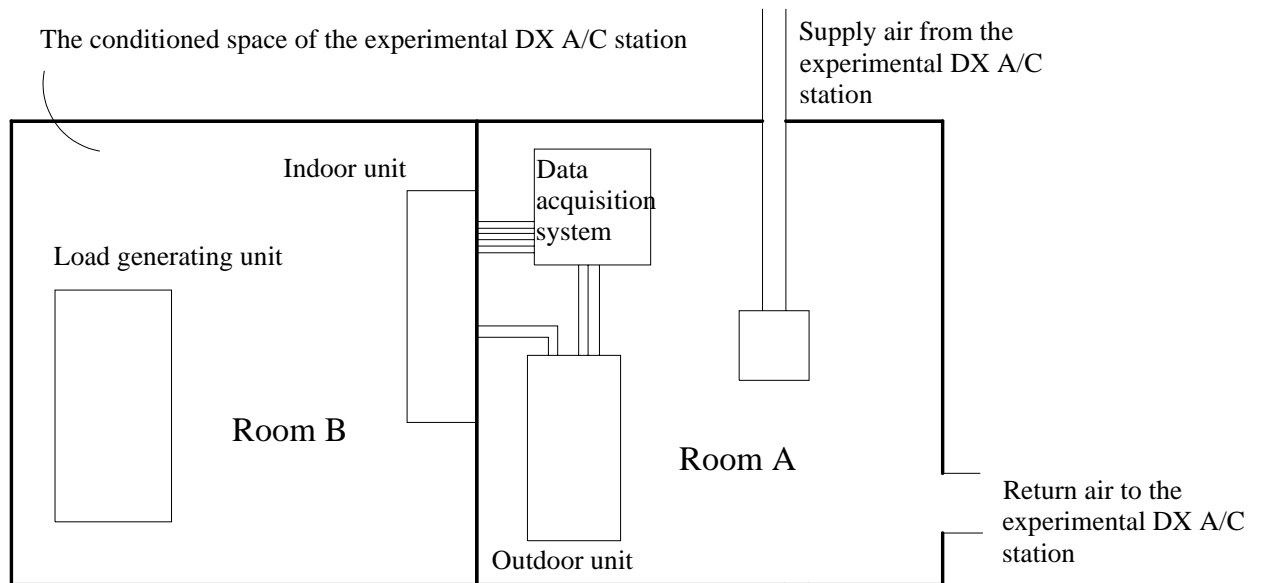 The conditioned space of the experimental DX A/C station
Supply air from the
experimental DX A/C
station
Indoor unit
Data
acquisition
system
Load generating unit
Room B
Room A
Return air to the
experimental DX A/C
station
Outdoor unit